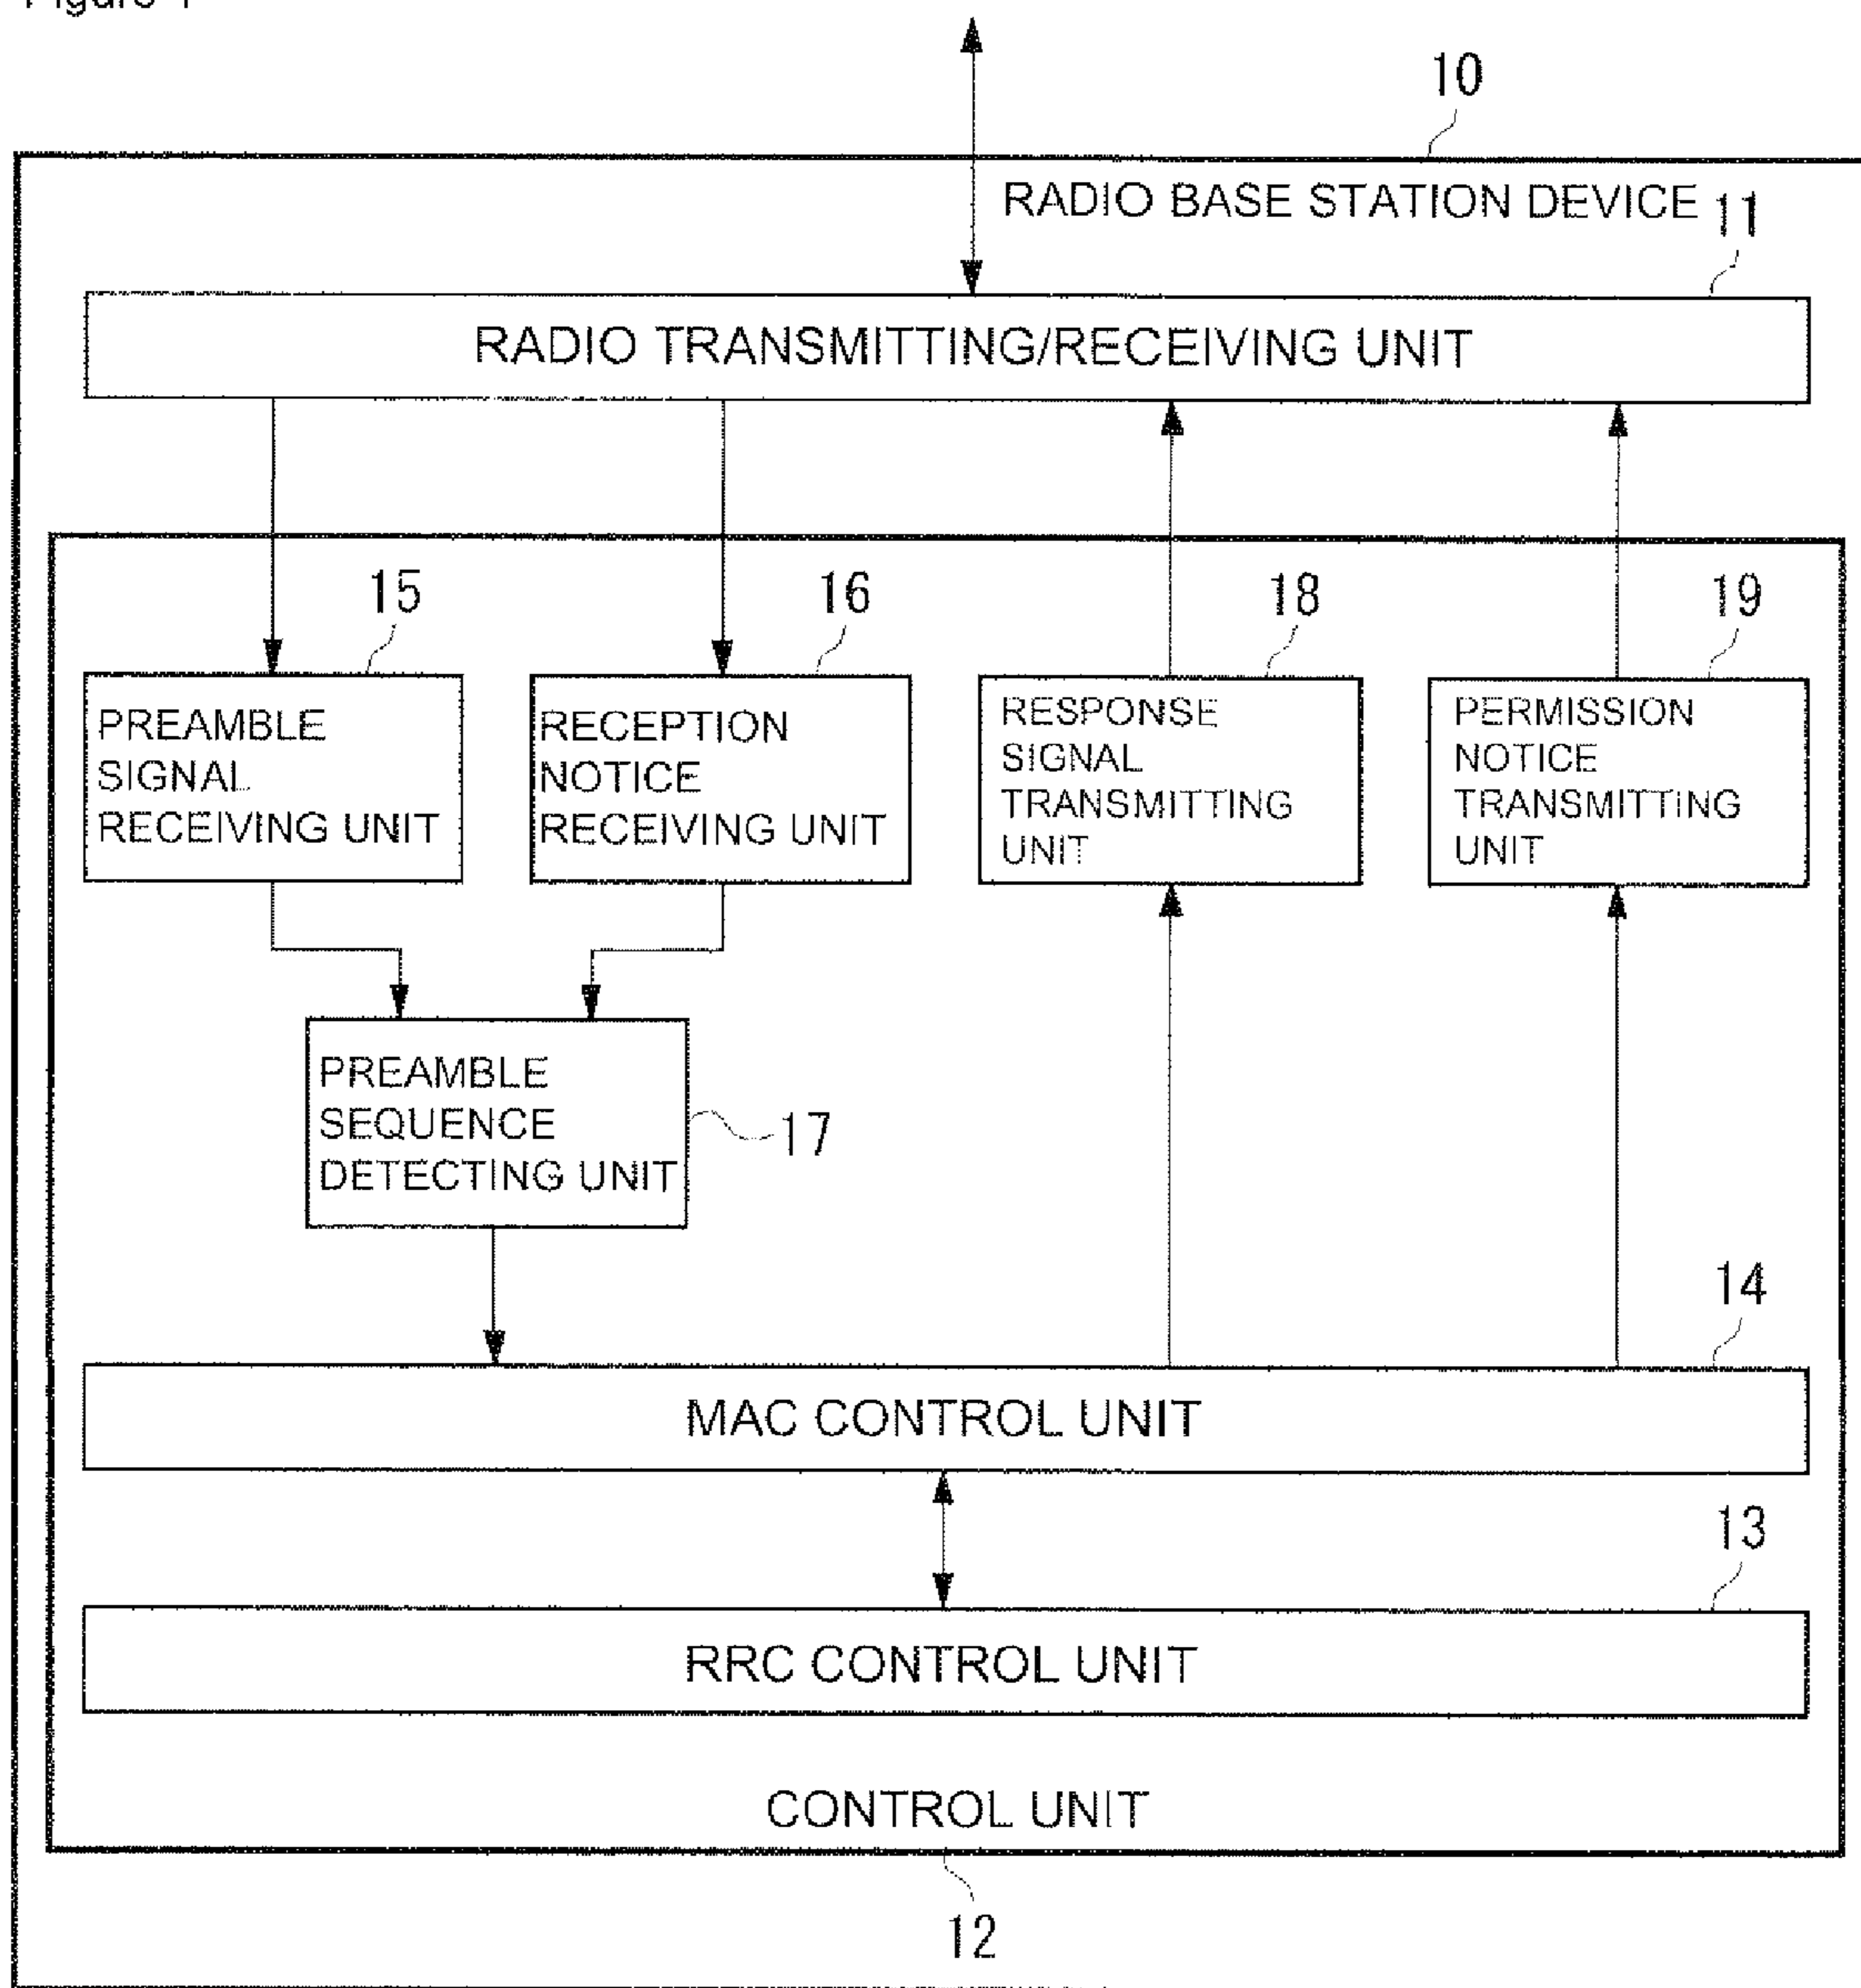 10
RADIO BASE STATION DEVICE
11
RADIO TRANSMITTING/RECEIVING UNIT
15
16
18
19
PREAMBLE
SIGNAL
RECEIVING UNIT
RECEPTION
NOTICE
RECEIVING UNIT
RESPONSE
SIGNAL
TRANSMITTING
UNIT
PERMISSION
NOTICE
TRANSMITTING
UNIT
PREAMBLE
SEQUENCE
DETECTING UNIT
17
14
MAC CONTROL UNIT
13
RRC CONTROL UNIT
CONTROL UNIT
12